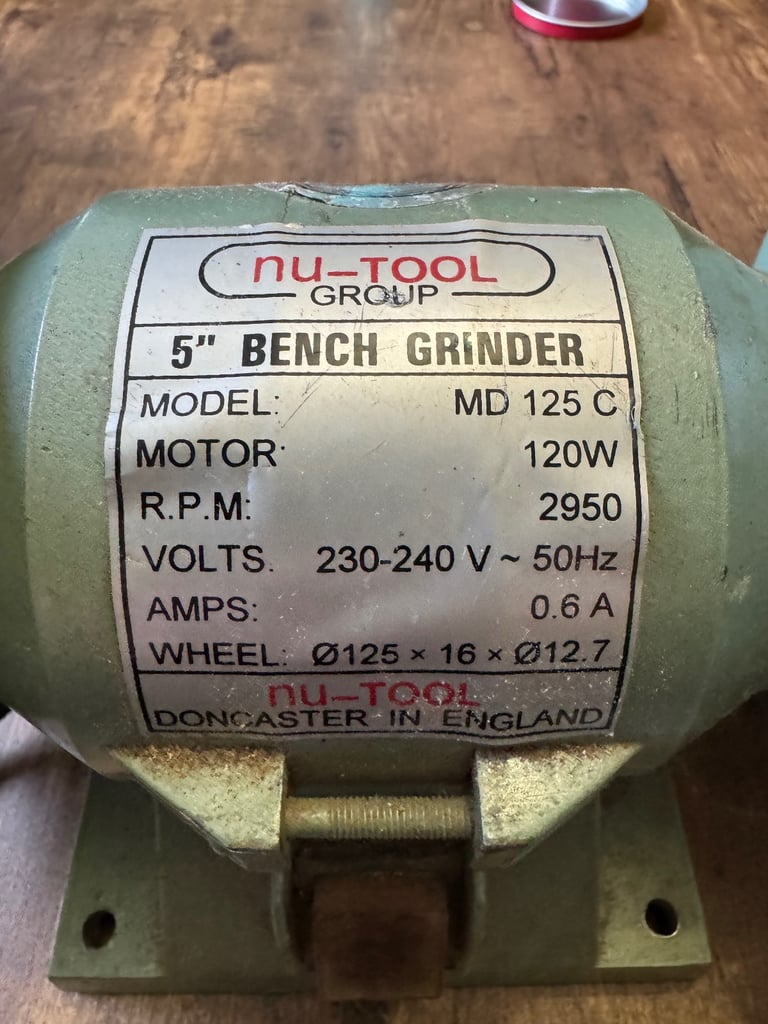 nu-TOOL
GROUP
5" BENCH GRINDER
MODEL: MD 125 C
MOTOR: 120W
R.P.M: 2950
VOLTS. 230-240 V ~ 50Hz
AMPS: 0.6 A
WHEEL: Ø125 × 16 × Ø12.7
nu-TOOL
DONCASTER IN ENGLAND